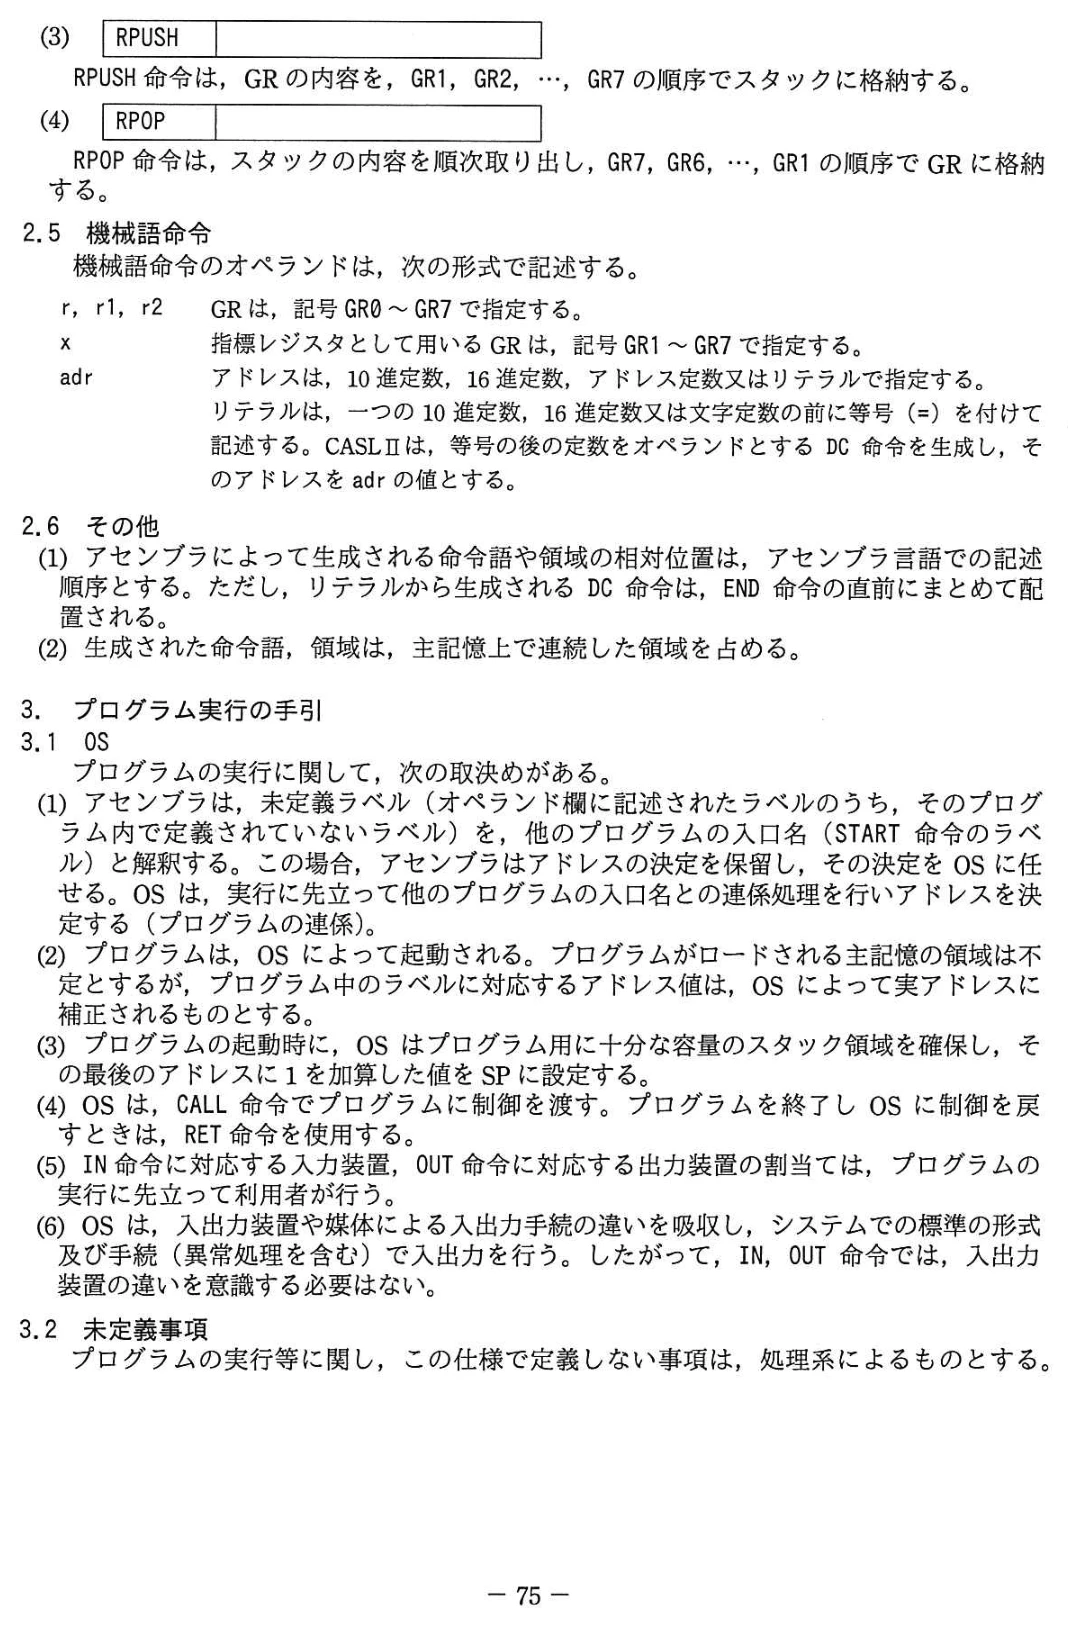 (3) RPUSH
RPUSH 命令は，GR の内容を，GR1，GR2，…，GR7 の順序でスタックに格納する。
(4) RPOP
RPOP 命令は，スタックの内容を順次取り出し，GR7，GR6，…，GR1 の順序で GR に格納
する。
2.5 機械語命令
機械語命令のオペランドは，次の形式で記述する。
r，r1，r2 GR は，記号 GR0 ～ GR7 で指定する。
x 指標レジスタとして用いる GR は，記号 GR1 ～ GR7 で指定する。
adr アドレスは，10 進定数，16 進定数，アドレス定数又はリテラルで指定する。
リテラルは，一つの 10 進定数，16 進定数又は文字定数の前に等号（=）を付けて
記述する。CASLⅡは，等号の後の定数をオペランドとする DC 命令を生成し，そ
のアドレスを adr の値とする。
2.6 その他
(1) アセンブラによって生成される命令語や領域の相対位置は，アセンブラ言語での記述
順序とする。ただし，リテラルから生成される DC 命令は，END 命令の直前にまとめて配
置される。
(2) 生成された命令語，領域は，主記憶上で連続した領域を占める。
3. プログラム実行の手引
3.1 OS
プログラムの実行に関して，次の取決めがある。
(1) アセンブラは，未定義ラベル（オペランド欄に記述されたラベルのうち，そのプログ
ラム内で定義されていないラベル）を，他のプログラムの入口名（START 命令のラベ
ル）と解釈する。この場合，アセンブラはアドレスの決定を保留し，その決定を OS に任
せる。OS は，実行に先立って他のプログラムの入口名との連係処理を行いアドレスを決
定する（プログラムの連係）。
(2) プログラムは，OS によって起動される。プログラムがロードされる主記憶の領域は不
定とするが，プログラム中のラベルに対応するアドレス値は，OS によって実アドレスに
補正されるものとする。
(3) プログラムの起動時に，OS はプログラム用に十分な容量のスタック領域を確保し，そ
の最後のアドレスに 1 を加算した値を SP に設定する。
(4) OS は，CALL 命令でプログラムに制御を渡す。プログラムを終了し OS に制御を戻
すときは，RET 命令を使用する。
(5) IN 命令に対応する入力装置，OUT 命令に対応する出力装置の割当ては，プログラムの
実行に先立って利用者が行う。
(6) OS は，入出力装置や媒体による入出力手続の違いを吸収し，システムでの標準の形式
及び手続（異常処理を含む）で入出力を行う。したがって，IN，OUT 命令では，入出力
装置の違いを意識する必要はない。
3.2 未定義事項
プログラムの実行等に関し，この仕様で定義しない事項は，処理系によるものとする。
－ 75 －